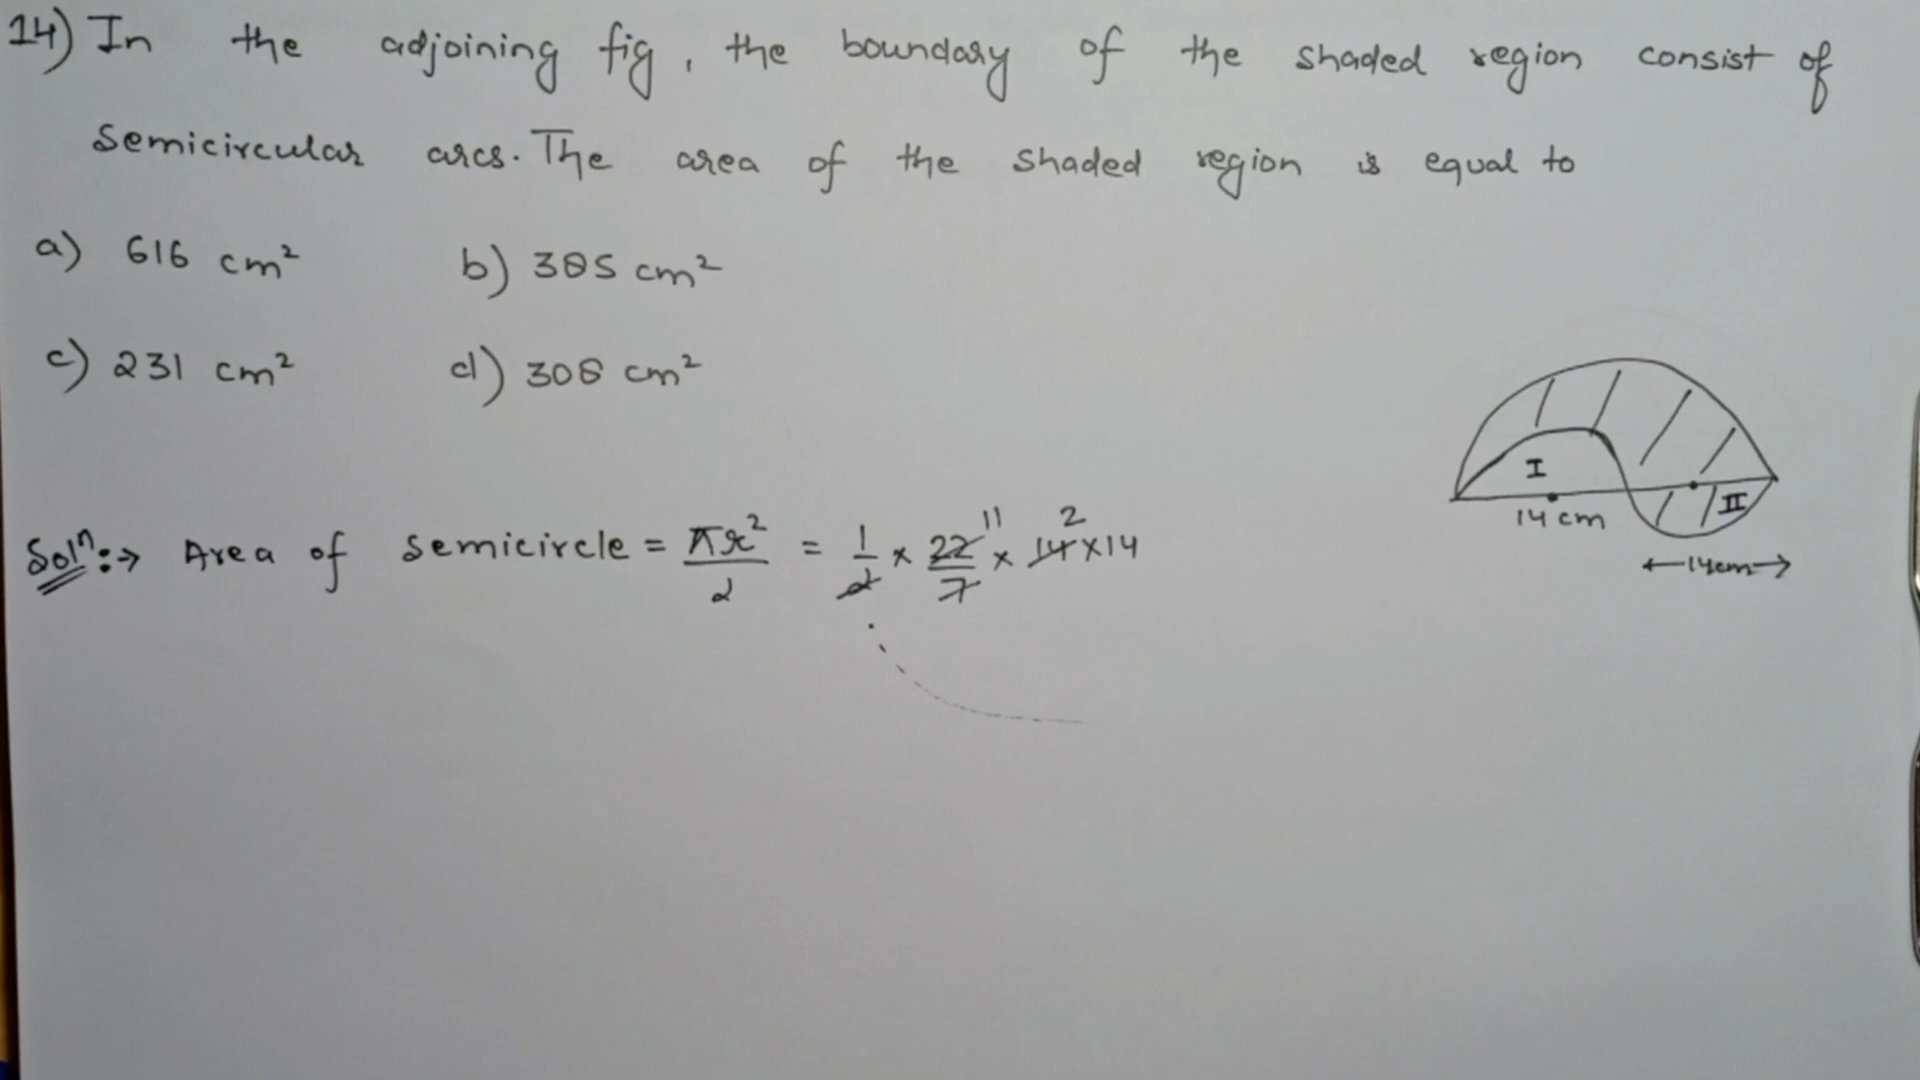 14) In the adjoining fig, the boundary of the shaded region consist of
semicircular arcs. The area of the shaded region is equal to
a) 616 cm² b) 385 cm²
c) 231 cm² d) 308 cm²
I
14 cm
II
14cm
Solⁿ:→ Area of semicircle = πr²/2 = 1/2 × 22/7 11 × 14 2 × 14